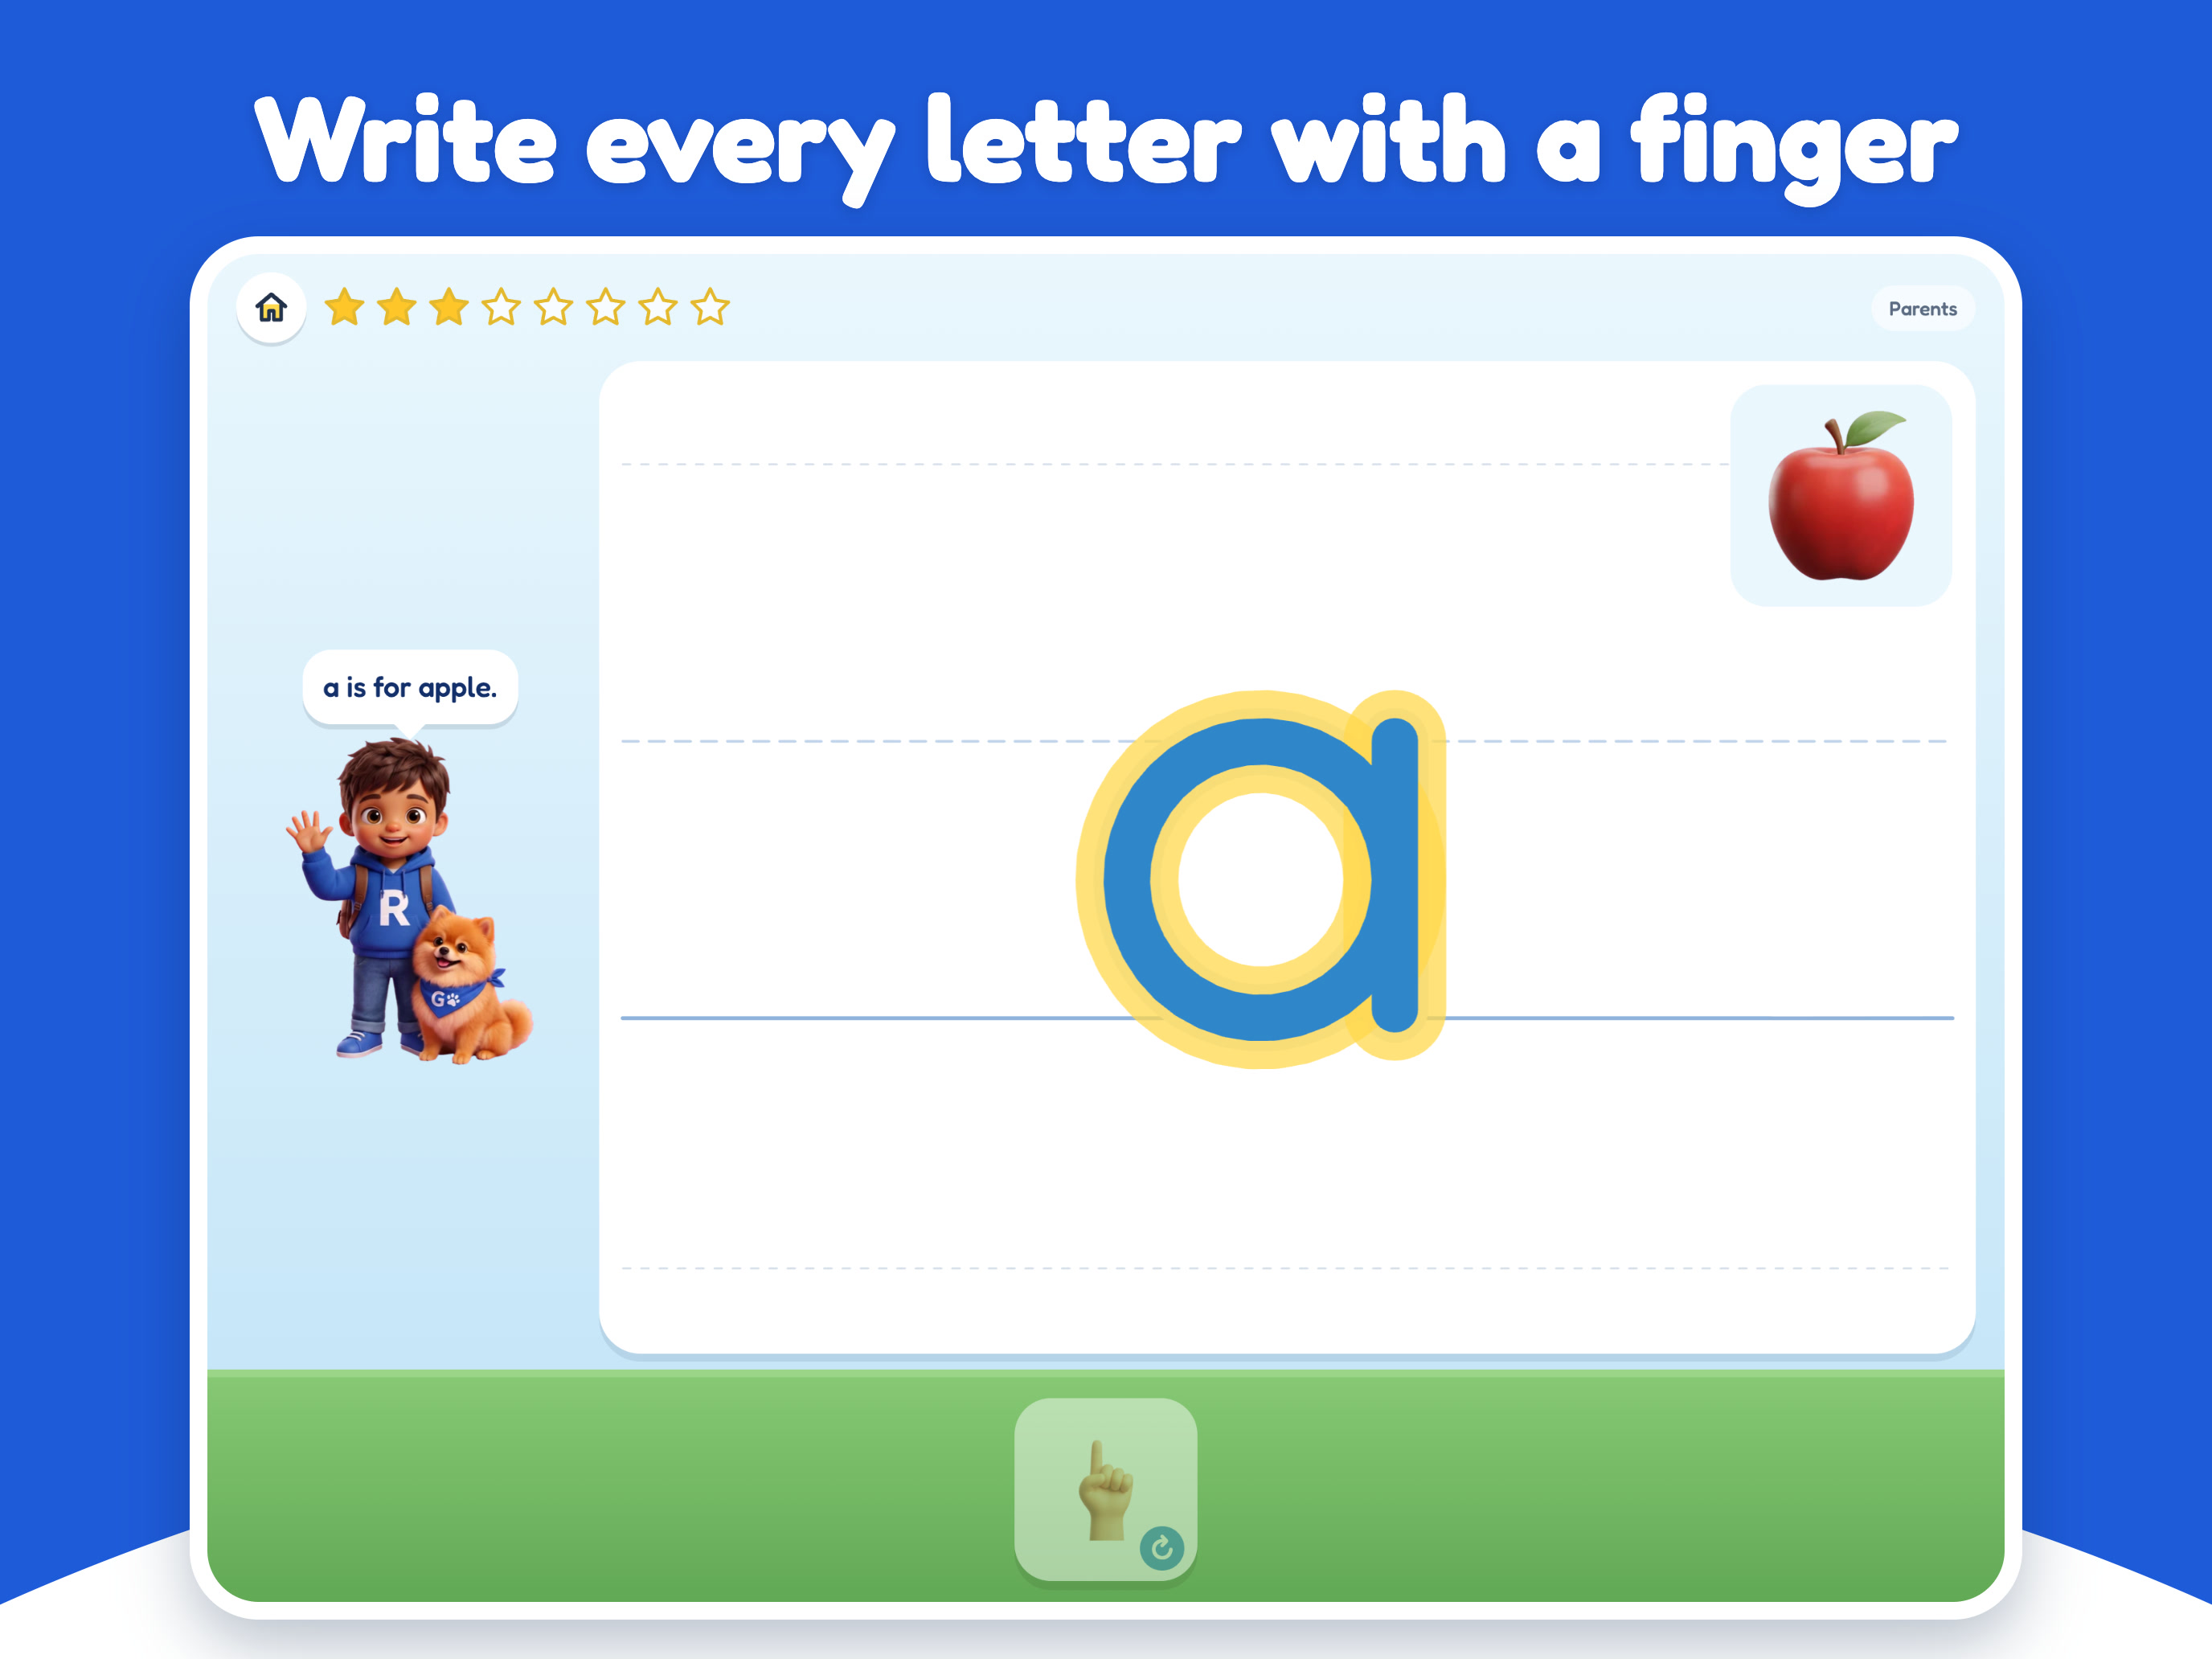 Write every letter with a finger
Parents
a is for apple.
a
R
G